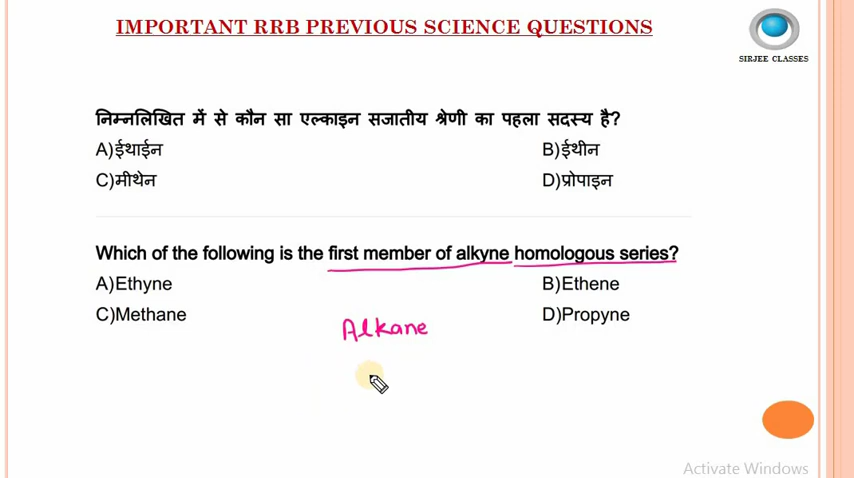 IMPORTANT RRB PREVIOUS SCIENCE QUESTIONS
SIRJEE CLASSES
निम्नलिखित में से कौन सा एल्काइन सजातीय श्रेणी का पहला सदस्य है?
A)ईथाईन
B)ईथीन
C)मीथेन
D)प्रोपाइन
Which of the following is the first member of alkyne homologous series?
A)Ethyne
B)Ethene
C)Methane
D)Propyne
Alkane
Activate Windows